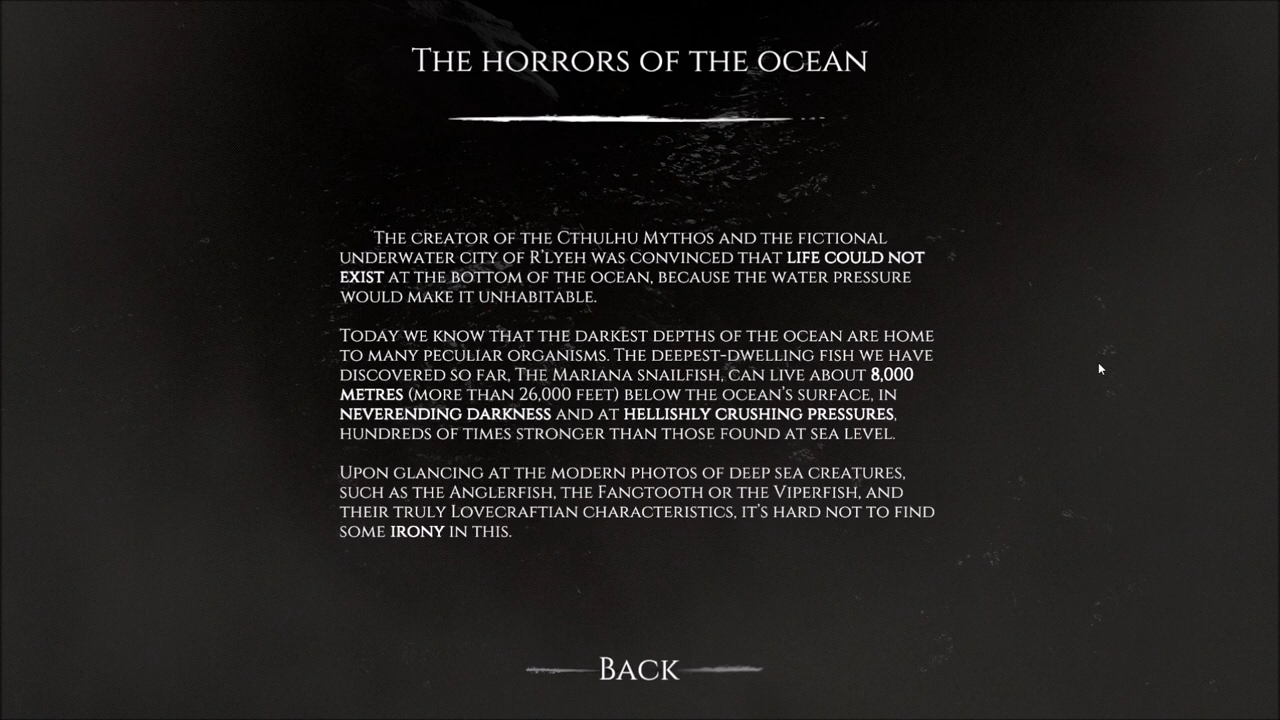 The horrors of the ocean
The creator of the Cthulhu Mythos and the fictional
underwater city of R'lyeh was convinced that life could not
exist at the bottom of the ocean, because the water pressure
would make it unhabitable.
Today we know that the darkest depths of the ocean are home
to many peculiar organisms. The deepest-dwelling fish we have
discovered so far, The Mariana snailfish, can live about 8,000
metres (more than 26,000 feet) below the ocean's surface, in
neverending darkness and at hellishly crushing pressures,
hundreds of times stronger than those found at sea level.
Upon glancing at the modern photos of deep sea creatures,
such as the Anglerfish, the Fangtooth or the Viperfish, and
their truly Lovecraftian characteristics, it's hard not to find
some irony in this.
Back